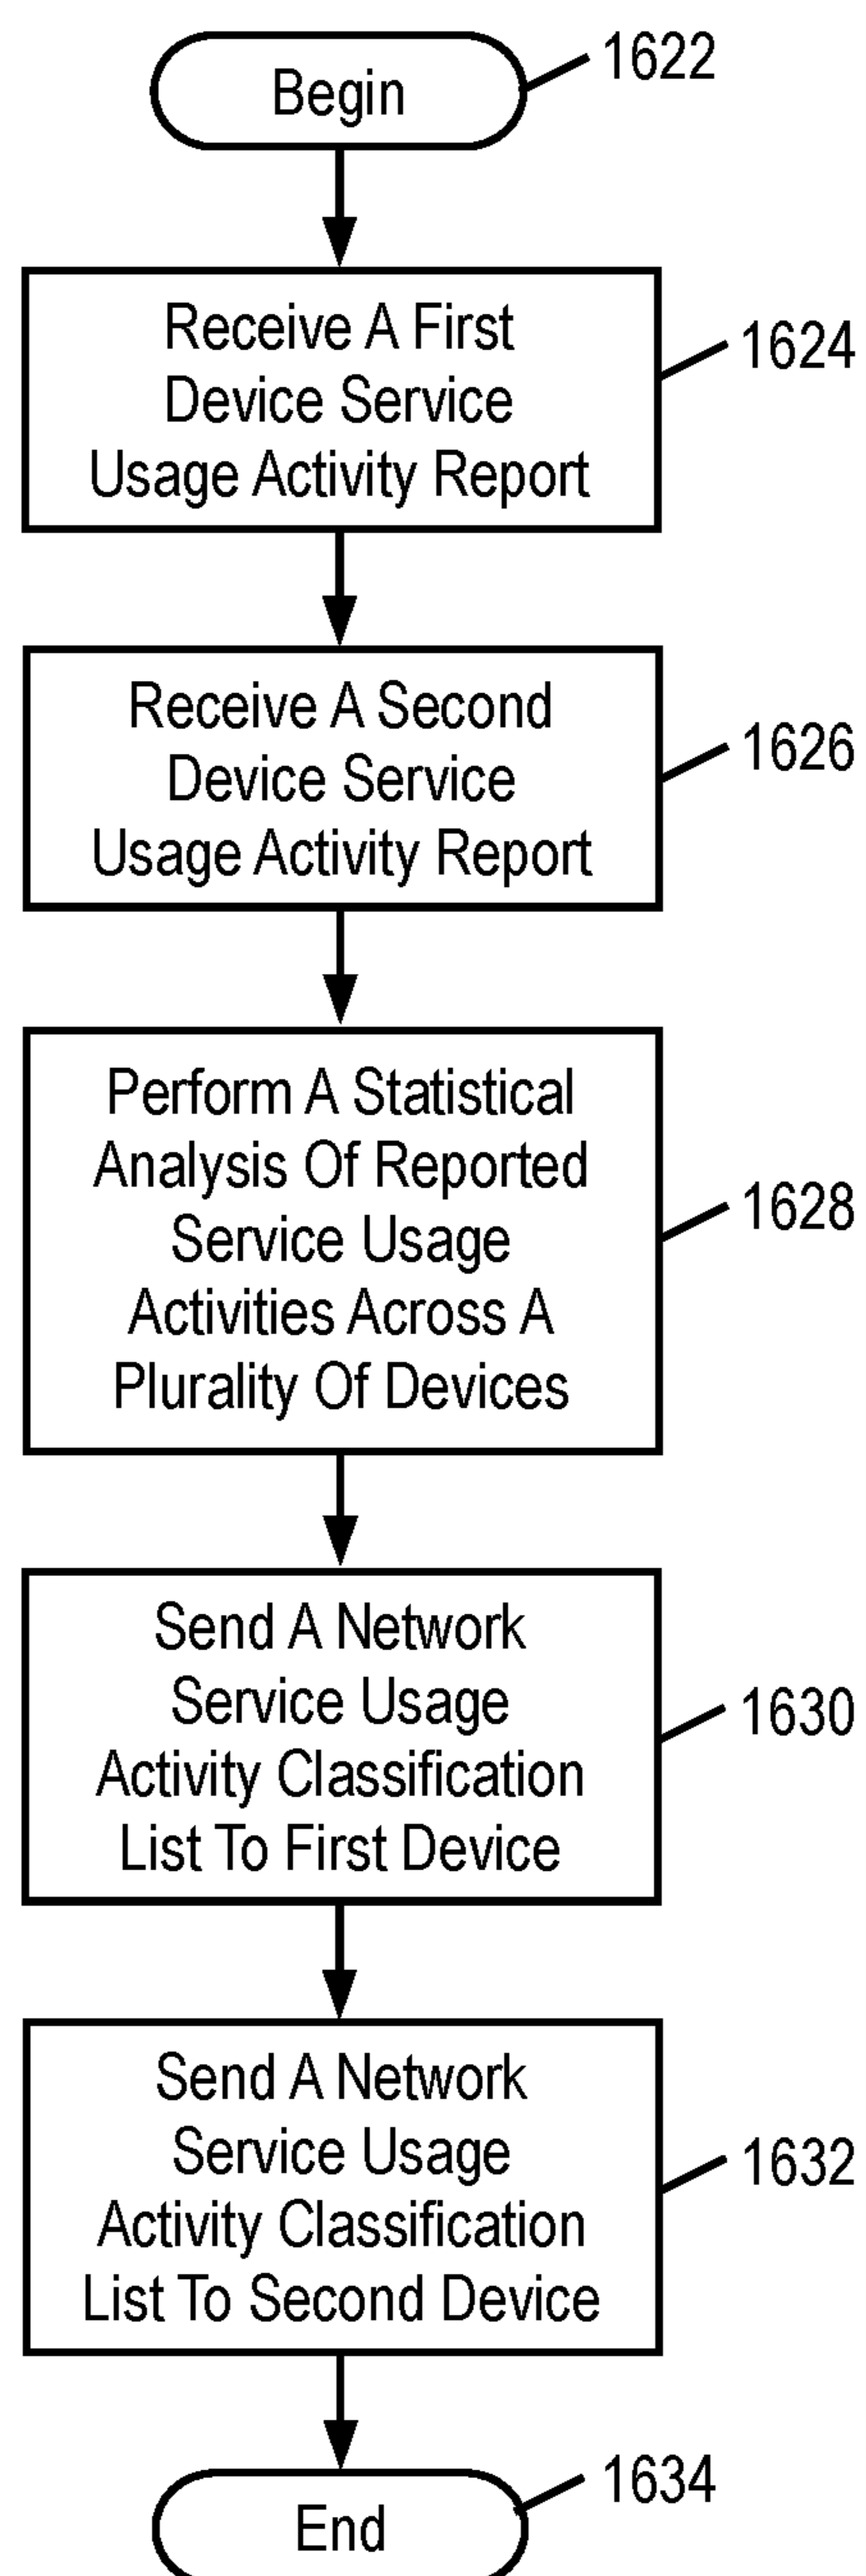 Begin
1622
Receive A First
Device Service
Usage Activity Report
1624
Receive A Second
Device Service
Usage Activity Report
1626
Perform A Statistical
Analysis Of Reported
Service Usage
Activities Across A
Plurality Of Devices
1628
Send A Network
Service Usage
Activity Classification
List To First Device
1630
Send A Network
Service Usage
Activity Classification
List To Second Device
1632
End
1634